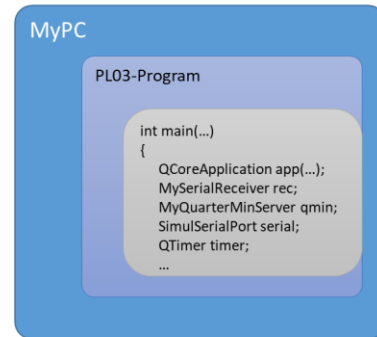 MyPC
PL03-Program
int main(...)
{
QCoreApplication app(...);
MySerialReceiver rec;
MyQuarterMinServer qmin;
SimulSerialPort serial;
QTimer timer;
...